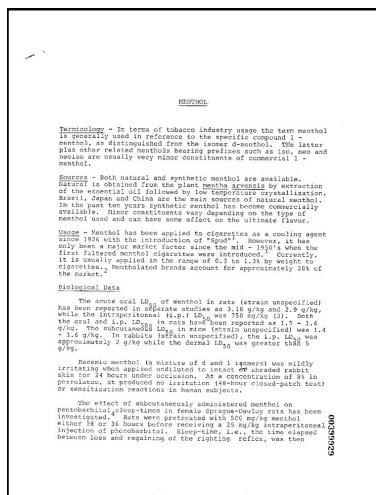 MENTHOL
Terminology - In terms of tobacco industry usage the term menthol
is generally used in reference to the specific compound l -
menthol, as distinguished from the isomer d-menthol. The latter
plus other related menthols bearing prefixes such as iso, neo and
neoiso are usually very minor constituents of commercial l -
menthol.
Sources - Both natural and synthetic menthol are available.
Natural is obtained from the plant mentha arvensis by extraction
of the essential oil followed by low temperature crystallization.
Brazil, Japan and China are the main sources of natural menthol.
In the past ten years synthetic menthol has become commercially
available. Minor constituents vary depending on the type of
menthol used and can have some effect on the ultimate flavor.
Usage - Menthol has been applied to cigarettes as a cooling agent
since 1926 with the introduction of "Spud". However, it has
only been a major market factor since the mid - 1950's when the
first filtered menthol cigarettes were introduced. Currently,
it is usually applied in the range of 0.3 to 1.3% by weight to
cigarettes. Mentholated brands account for approximately 28% of
the market.2
Biological Data
The acute oral LD50 of menthol in rats (strain unspecified)
has been reported in separate studies as 3.18 g/kg and 2.9 g/kg,
while the intraperitoneal (i.p.) LD50 was 750 mg/kg (3). Both
the oral and i.p. LD50 in cats have been reported as 1.5 - 1.6
g/kg. The subcutaneous LD50 in mice (strain unspecified) was 1.4
- 1.6 g/kg. In rabbits (strain unspecified), the i.p. LD50 was
approximately 2 g/kg while the dermal LD50 was greater than 5
g/kg.
Racemic menthol (a mixture of d and l isomers) was mildly
irritating when applied undiluted to intact or abraded rabbit
skin for 24 hours under occlusion. At a concentration of 8% in
petrolatum, it produced no irritation (48-hour closed-patch test)
or sensitization reactions in human subjects.
The effect of subcutaneously administered menthol on
pentobarbital sleep-times in female Sprague-Dawley rats has been
investigated.4 Rats were pretreated with 500 mg/kg menthol
either 18 or 36 hours before receiving a 25 mg/kg intraperitoneal
injection of phenobarbital. Sleep-time, i.e., the time elapsed
between loss and regaining of the righting reflex, was then
00299929